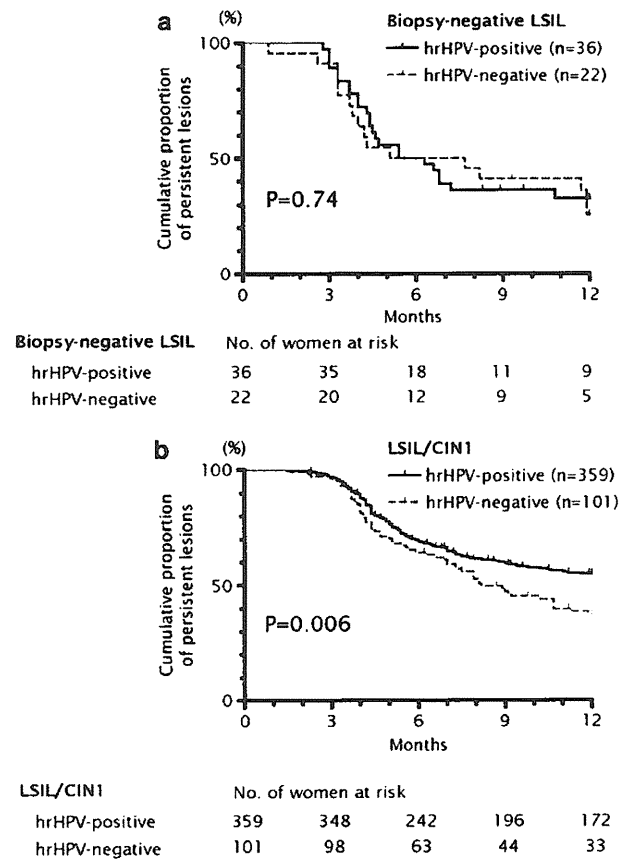 a
(%)
Biopsy-negative LSIL
hrHPV-positive (n=36)
hrHPV-negative (n=22)
100
50
0
Cumulative proportion
of persistent lesions
P=0.74
0 3 6 9 12
Months
Biopsy-negative LSIL No. of women at risk
hrHPV-positive 36 35 18 11 9
hrHPV-negative 22 20 12 9 5
b
(%)
LSIL/CIN1
hrHPV-positive (n=359)
hrHPV-negative (n=101)
100
50
0
Cumulative proportion
of persistent lesions
P=0.006
0 3 6 9 12
Months
LSIL/CIN1 No. of women at risk
hrHPV-positive 359 348 242 196 172
hrHPV-negative 101 98 63 44 33